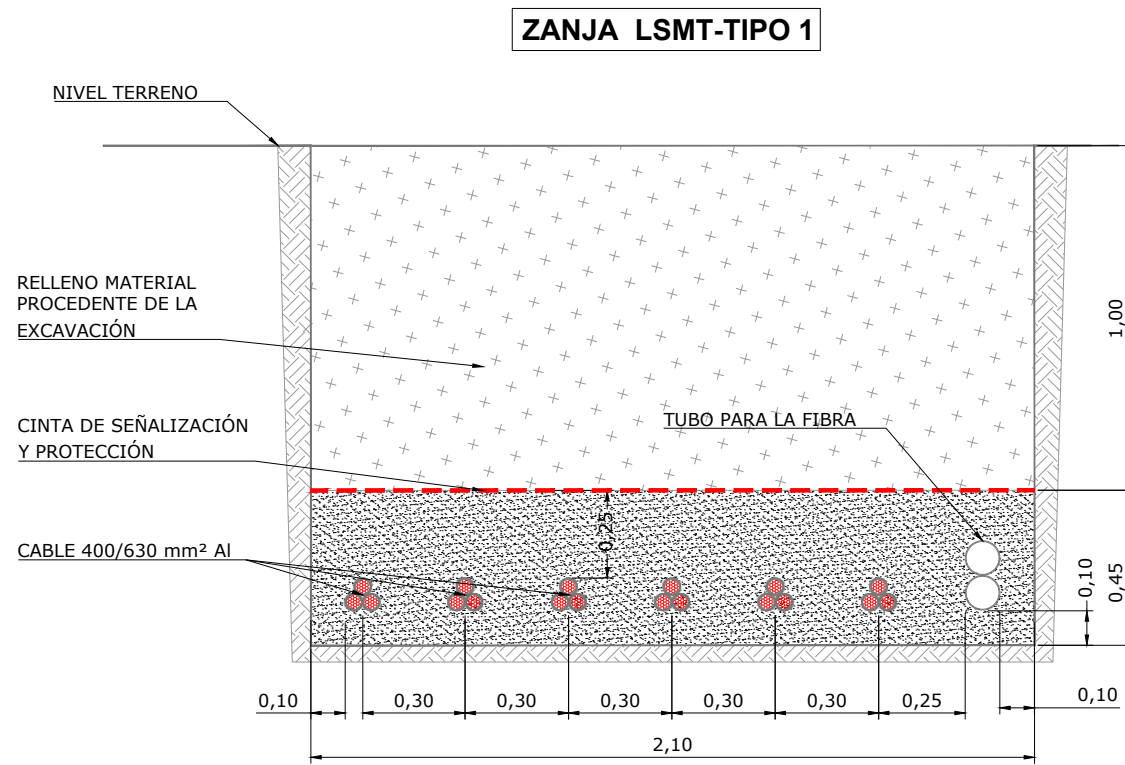 ZANJA LSMT-TIPO 1
NIVEL TERRENO
RELLENO MATERIAL
PROCEDENTE DE LA
EXCAVACIÓN
1,00
CINTA DE SEÑALIZACIÓN
Y PROTECCIÓN
TUBO PARA LA FIBRA
0,25
CABLE 400/630 mm² Al
0,10
0,45
0,10
0,30
0,30
0,30
0,30
0,30
0,25
0,10
2,10